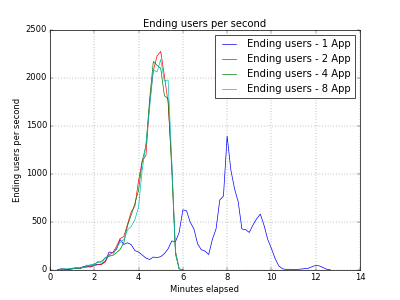 Ending users per second
2500
2000
1500
1000
500
0
Ending users per second
Ending users - 1 App
Ending users - 2 App
Ending users - 4 App
Ending users - 8 App
0 2 4 6 8 10 12 14
Minutes elapsed